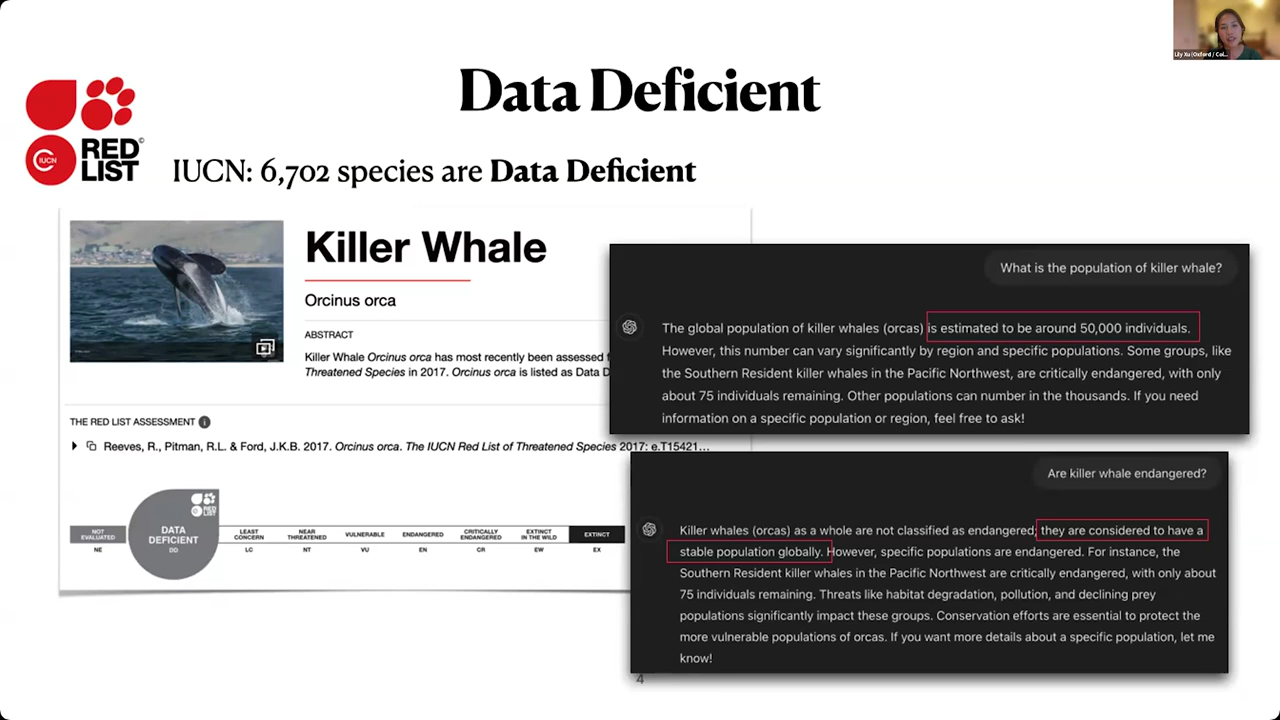 Lily Xu (Oxford / Col...
Data Deficient
IUCN
RED
LIST
©
IUCN: 6,702 species are Data Deficient
Killer Whale
Orcinus orca
ABSTRACT
Killer Whale Orcinus orca has most recently been assessed f
Threatened Species in 2017. Orcinus orca is listed as Data D
THE RED LIST ASSESSMENT i
Reeves, R., Pitman, R.L. & Ford, J.K.B. 2017. Orcinus orca. The IUCN Red List of Threatened Species 2017: e.T15421...
RED
LIST
NOT
EVALUATED
NE
DATA
DEFICIENT
DD
LEAST
CONCERN
LC
NEAR
THREATENED
NT
VULNERABLE
VU
ENDANGERED
EN
CRITICALLY
ENDANGERED
CR
EXTINCT
IN THE WILD
EW
EXTINCT
EX
What is the population of killer whale?
The global population of killer whales (orcas) is estimated to be around 50,000 individuals.
However, this number can vary significantly by region and specific populations. Some groups, like
the Southern Resident killer whales in the Pacific Northwest, are critically endangered, with only
about 75 individuals remaining. Other populations can number in the thousands. If you need
information on a specific population or region, feel free to ask!
Are killer whale endangered?
Killer whales (orcas) as a whole are not classified as endangered; they are considered to have a
stable population globally. However, specific populations are endangered. For instance, the
Southern Resident killer whales in the Pacific Northwest are critically endangered, with only about
75 individuals remaining. Threats like habitat degradation, pollution, and declining prey
populations significantly impact these groups. Conservation efforts are essential to protect the
more vulnerable populations of orcas. If you want more details about a specific population, let me
know!
4